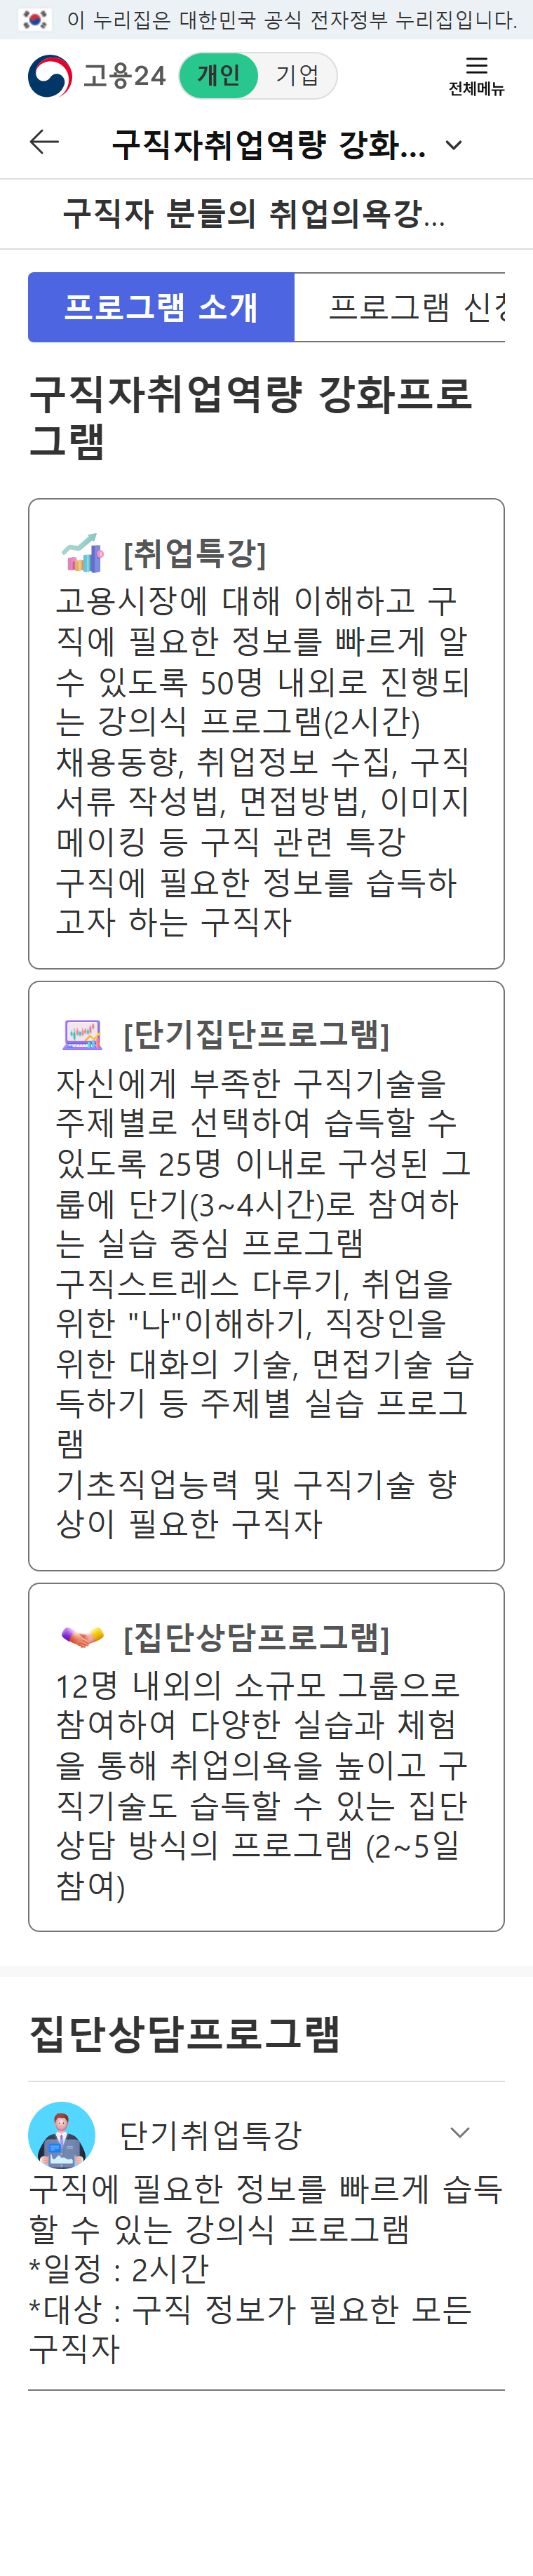 이 누리집은 대한민국 공식 전자정부 누리집입니다.
고용24 개인 기업
전체메뉴
구직자취업역량 강화...
구직자 분들의 취업의욕강...
프로그램 소개 프로그램 신청
구직자취업역량 강화프로
그램
[취업특강]
고용시장에 대해 이해하고 구
직에 필요한 정보를 빠르게 알
수 있도록 50명 내외로 진행되
는 강의식 프로그램(2시간)
채용동향, 취업정보 수집, 구직
서류 작성법, 면접방법, 이미지
메이킹 등 구직 관련 특강
구직에 필요한 정보를 습득하
고자 하는 구직자
[단기집단프로그램]
자신에게 부족한 구직기술을
주제별로 선택하여 습득할 수
있도록 25명 이내로 구성된 그
룹에 단기(3~4시간)로 참여하
는 실습 중심 프로그램
구직스트레스 다루기, 취업을
위한 "나"이해하기, 직장인을
위한 대화의 기술, 면접기술 습
득하기 등 주제별 실습 프로그
램
기초직업능력 및 구직기술 향
상이 필요한 구직자
[집단상담프로그램]
12명 내외의 소규모 그룹으로
참여하여 다양한 실습과 체험
을 통해 취업의욕을 높이고 구
직기술도 습득할 수 있는 집단
상담 방식의 프로그램 (2~5일
참여)
집단상담프로그램
단기취업특강
구직에 필요한 정보를 빠르게 습득
할 수 있는 강의식 프로그램
*일정 : 2시간
*대상 : 구직 정보가 필요한 모든
구직자